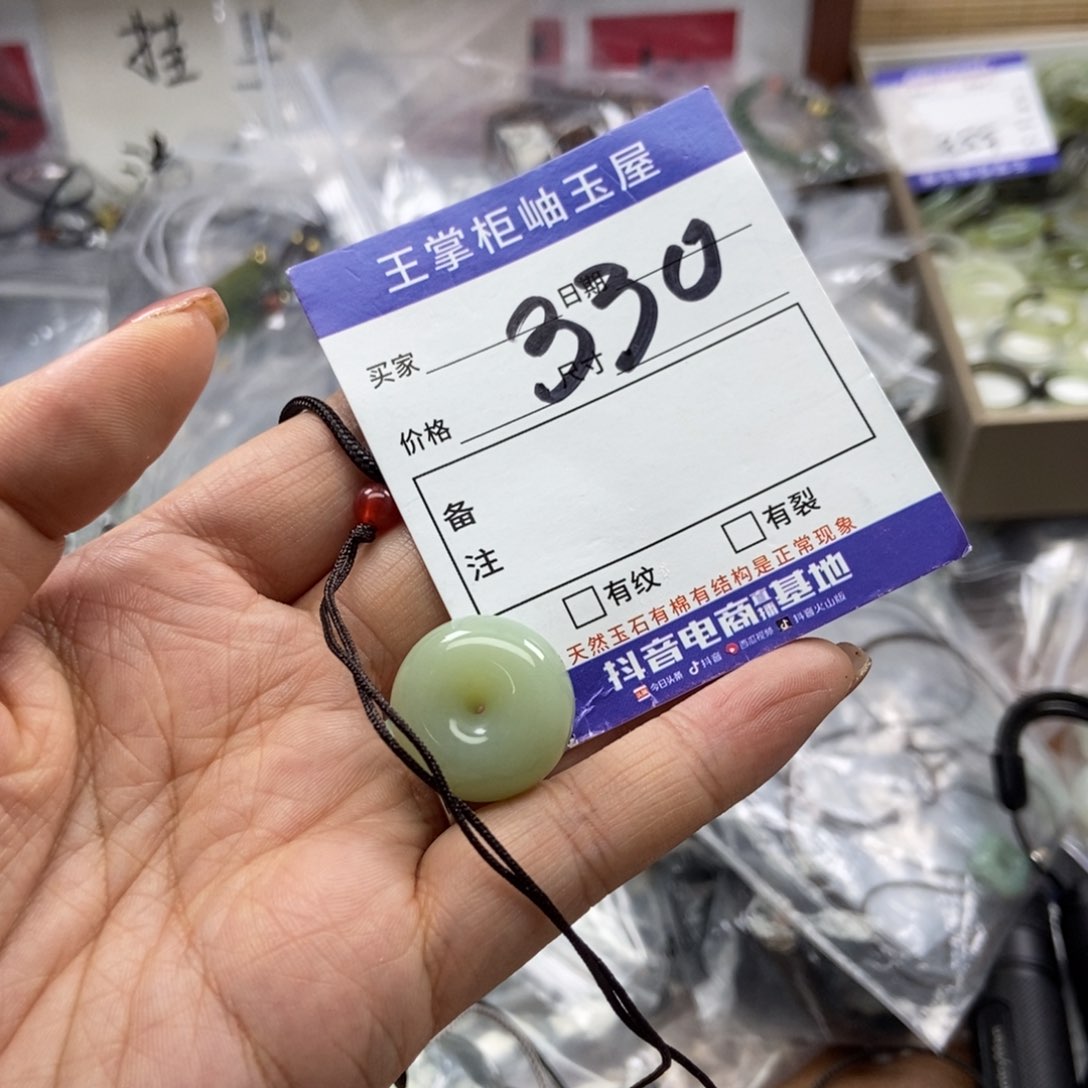 挂
王掌柜岫玉屋
买家
日期
330
价格
尺寸
备
注
有纹
有裂
天然玉石有棉有结构是正常现象
抖音电商直播基地
今日头条 抖音 西瓜视频 抖音火山版